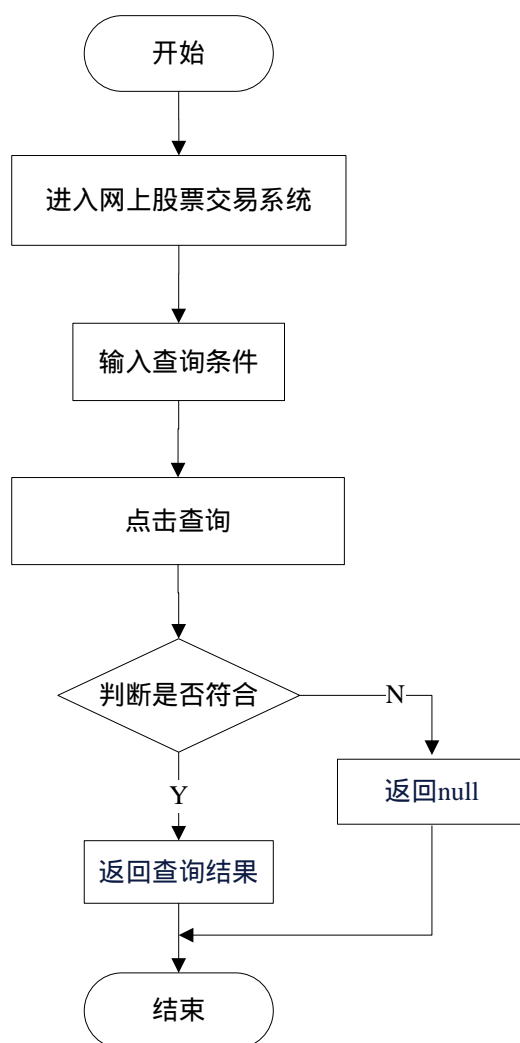 开始
进入网上股票交易系统
输入查询条件
点击查询
判断是否符合
N
Y
返回null
返回查询结果
结束